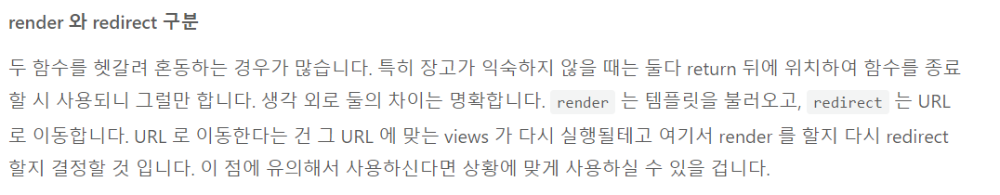 render 와 redirect 구분
두 함수를 헷갈려 혼동하는 경우가 많습니다. 특히 장고가 익숙하지 않을 때는 둘다 return 뒤에 위치하여 함수를 종료
할 시 사용되니 그럴만 합니다. 생각 외로 둘의 차이는 명확합니다. render 는 템플릿을 불러오고, redirect 는 URL
로 이동합니다. URL 로 이동한다는 건 그 URL 에 맞는 views 가 다시 실행될테고 여기서 render 를 할지 다시 redirect
할지 결정할 것 입니다. 이 점에 유의해서 사용하신다면 상황에 맞게 사용하실 수 있을 겁니다.